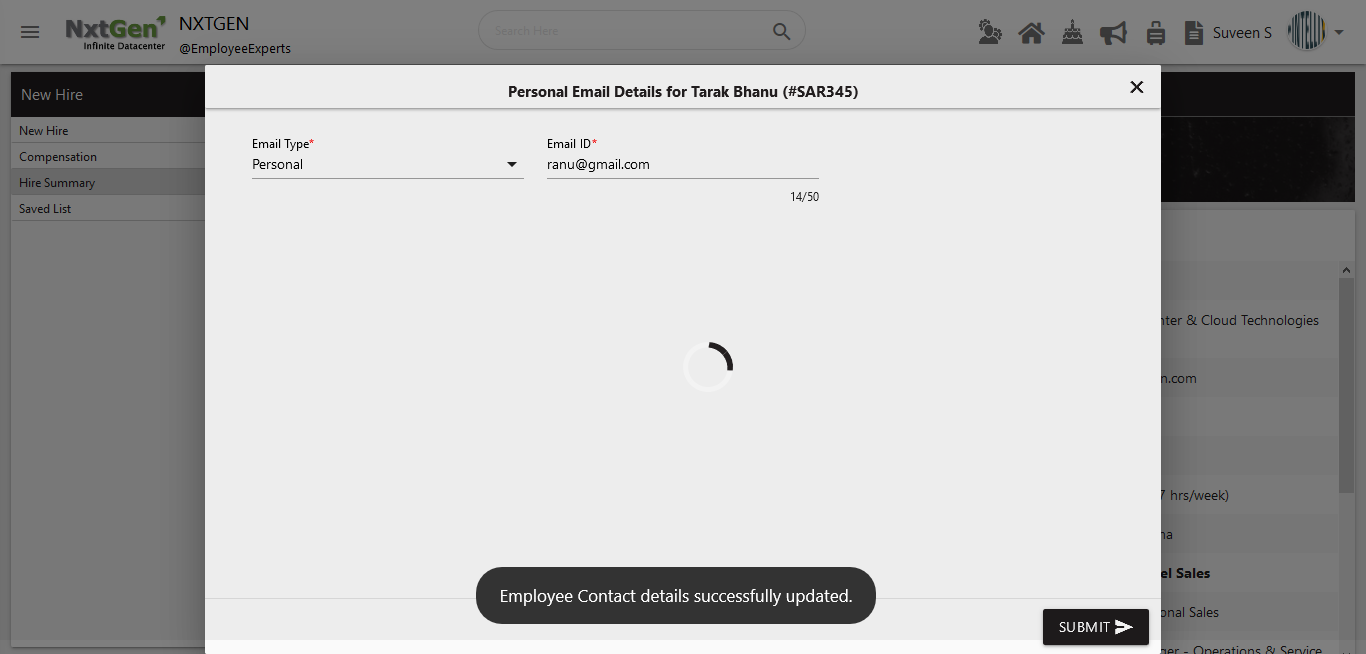 NxtGen
Infinite Datacenter
NXTGEN
@EmployeeExperts
Search Here
Suveen S
INTELLI
New Hire
New Hire
Compensation
Hire Summary
Saved List
Personal Email Details for Tarak Bhanu (#SAR345)
Email Type*
Personal
Email ID*
ranu@gmail.com
14/50
nter & Cloud Technologies
n.com
7 hrs/week)
na
el Sales
onal Sales
ger - Operations & Service
Employee Contact details successfully updated.
SUBMIT